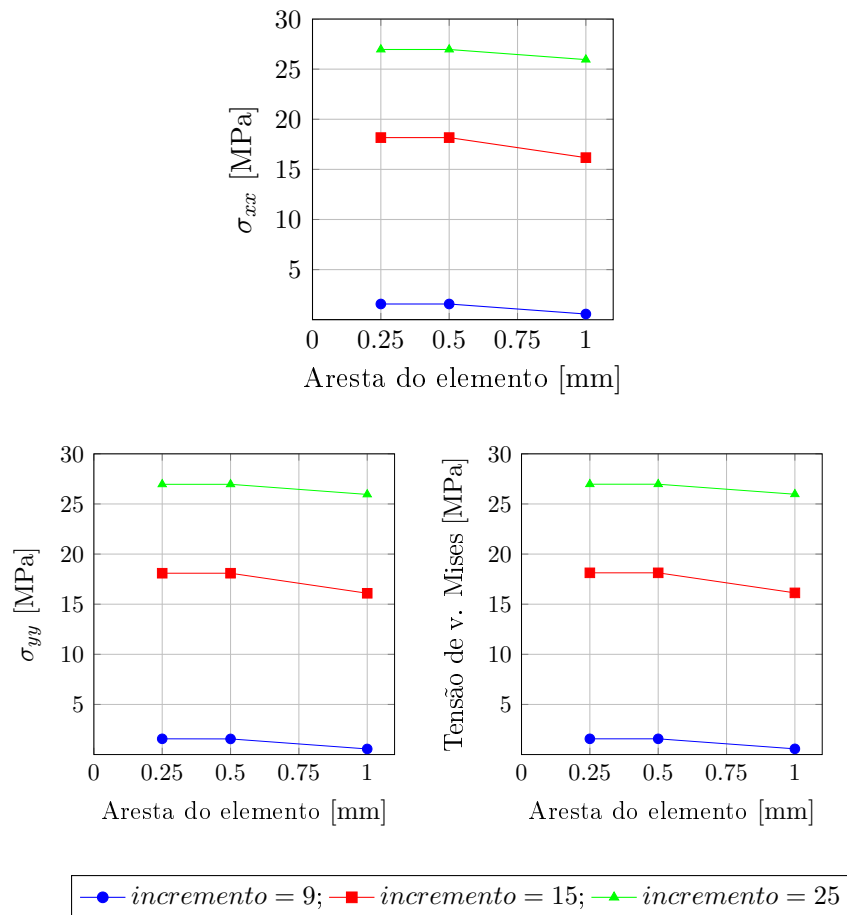 30
25
20
15
10
5
σxx [MPa]
0 0.25 0.5 0.75 1
Aresta do elemento [mm]
30
25
20
15
10
5
σyy [MPa]
0 0.25 0.5 0.75 1
Aresta do elemento [mm]
30
25
20
15
10
5
Tensão de v. Mises [MPa]
0 0.25 0.5 0.75 1
Aresta do elemento [mm]
incremento = 9; incremento = 15; incremento = 25